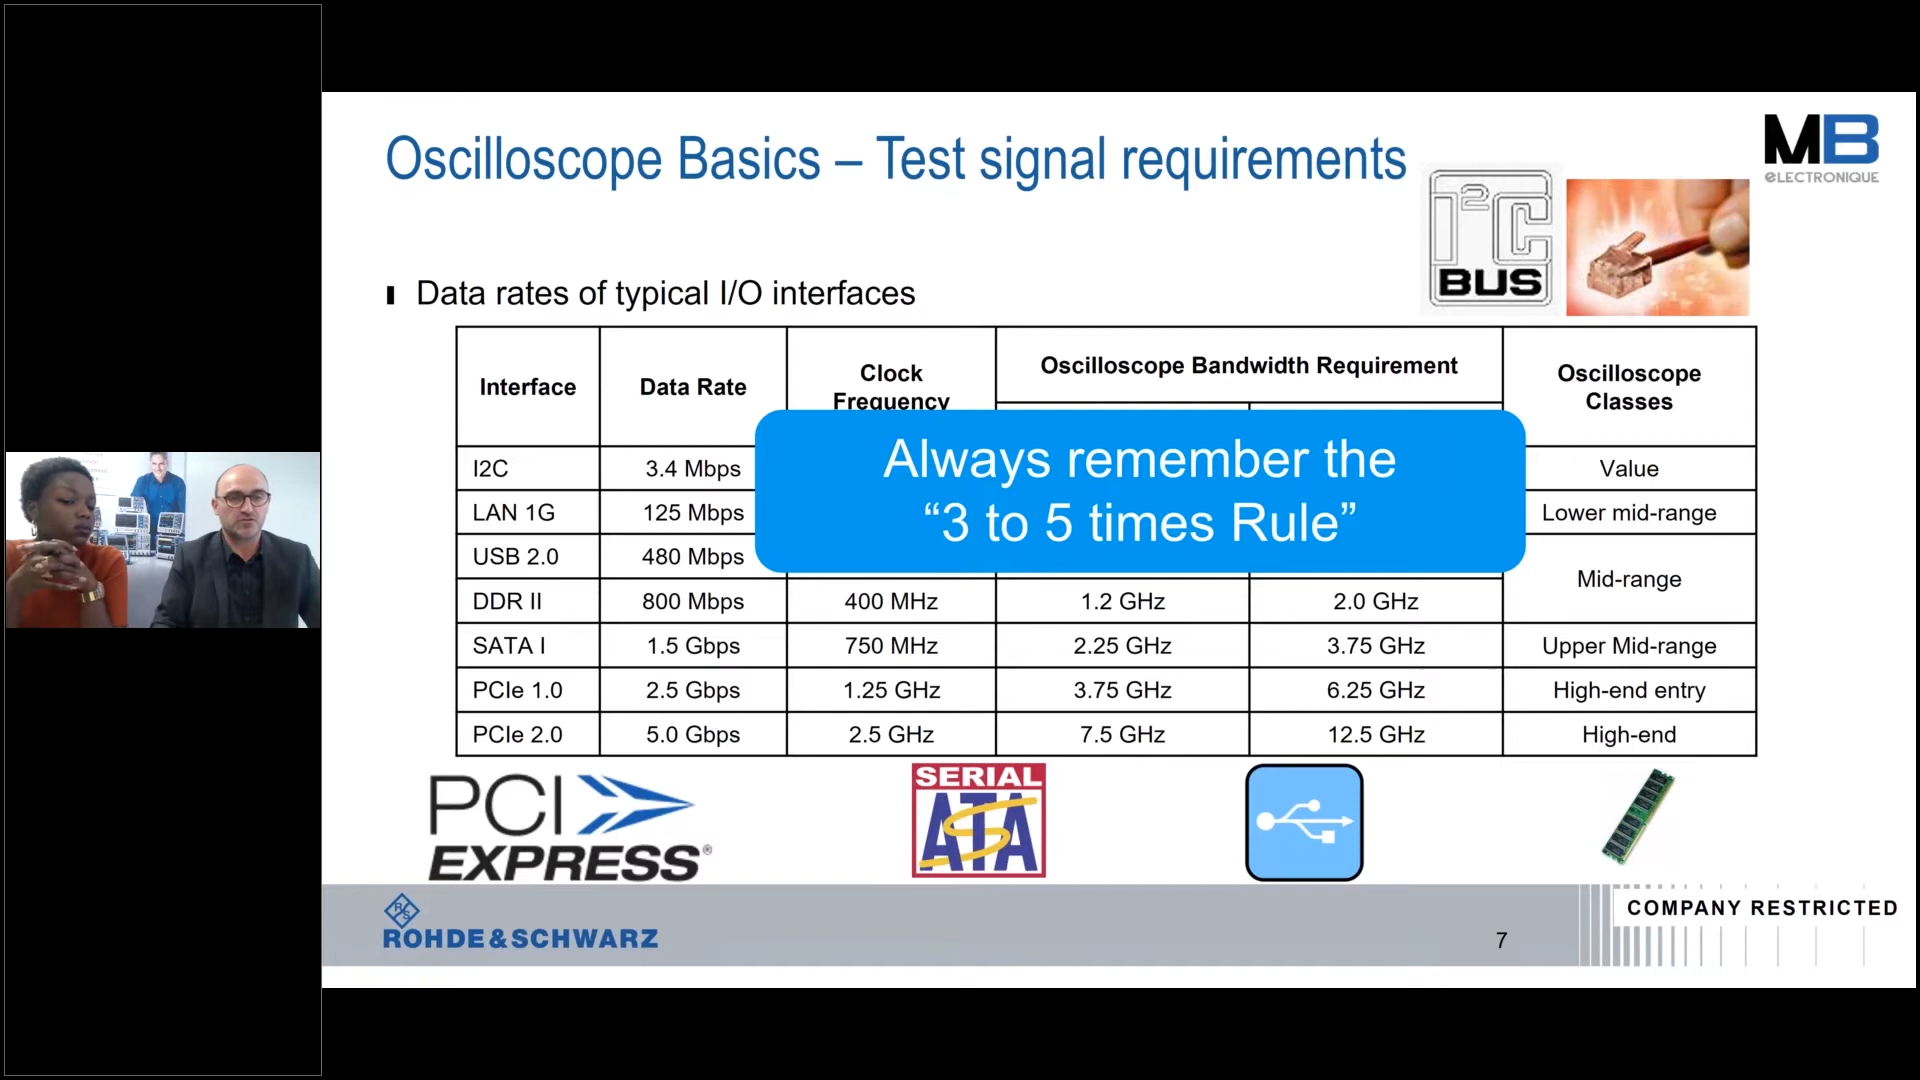 Oscilloscope Basics – Test signal requirements
MB
eLECTRONIQUE
I²C
BUS
Data rates of typical I/O interfaces
Interface
Data Rate
Clock
Frequency
Oscilloscope Bandwidth Requirement
Oscilloscope
Classes
Always remember the
“3 to 5 times Rule”
I2C 3.4 Mbps Value
LAN 1G 125 Mbps Lower mid-range
USB 2.0 480 Mbps Mid-range
DDR II 800 Mbps 400 MHz 1.2 GHz 2.0 GHz
SATA I 1.5 Gbps 750 MHz 2.25 GHz 3.75 GHz Upper Mid-range
PCIe 1.0 2.5 Gbps 1.25 GHz 3.75 GHz 6.25 GHz High-end entry
PCIe 2.0 5.0 Gbps 2.5 GHz 7.5 GHz 12.5 GHz High-end
PCI
EXPRESS®
SERIAL
ATA
RS
ROHDE&SCHWARZ
7
COMPANY RESTRICTED